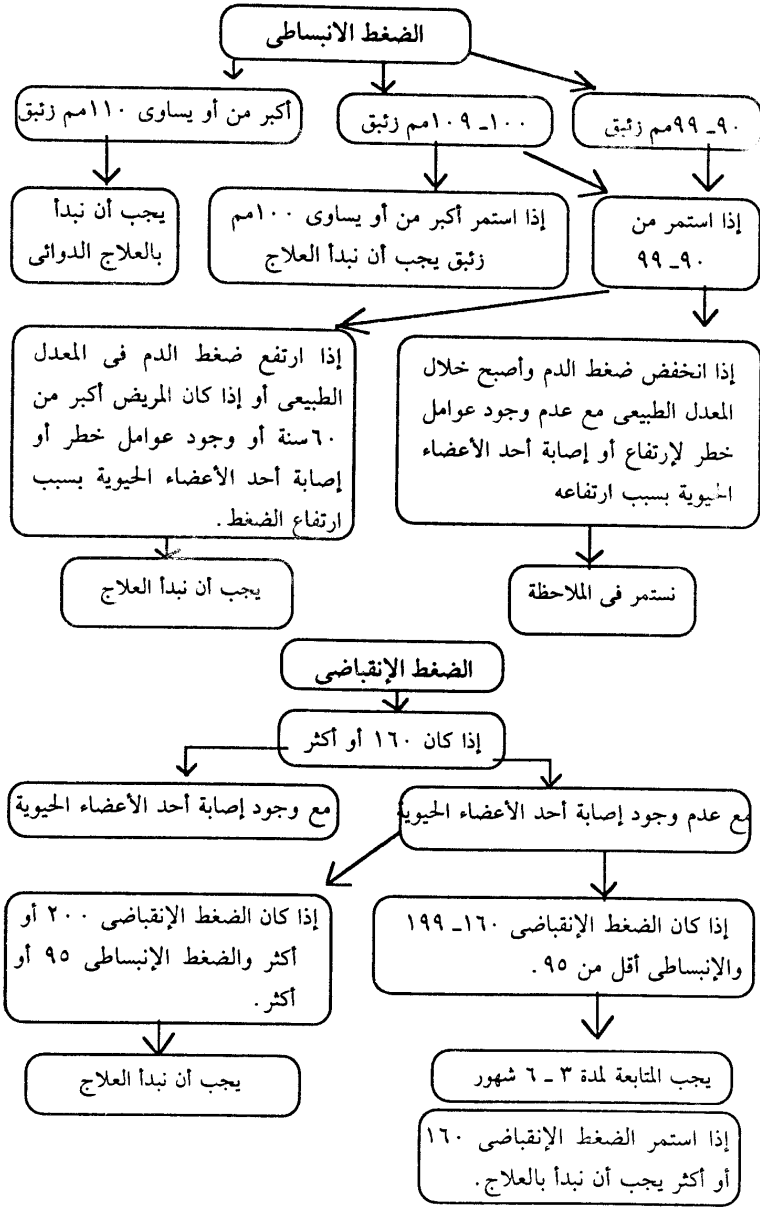 الضغط الانبساطى
٩٠ـ ٩٩مم زئبق
١٠٠ـ ١٠٩مم زئبق
أكبر من أو يساوى ١١٠مم زئبق
إذا استمر من
٩٠ـ ٩٩
إذا استمر أكبر من أو يساوى ١٠٠مم
زئبق يجب أن نبدأ العلاج
يجب أن نبدأ
بالعلاج الدوائى
إذا انخفض ضغط الدم وأصبح خلال
المعدل الطبيعى مع عدم وجود عوامل
خطر لإرتفاع أو إصابة أحد الأعضاء
الحيوية بسبب ارتفاعه
إذا ارتفع ضغط الدم فى المعدل
الطبيعى أو إذا كان المريض أكبر من
٦٠سنة أو وجود عوامل خطر أو
إصابة أحد الأعضاء الحيوية بسبب
ارتفاع الضغط.
نستمر فى الملاحظة
يجب أن نبدأ العلاج
الضغط الإنقباضى
إذا كان ١٦٠ أو أكثر
مع عدم وجود إصابة أحد الأعضاء الحيوية
مع وجود إصابة أحد الأعضاء الحيوية
إذا كان الضغط الإنقباضى ١٦٠ـ ١٩٩
والإنبساطى أقل من ٩٥.
إذا كان الضغط الإنقباضى ٢٠٠ أو
أكثر والضغط الإنبساطى ٩٥ أو
أكثر.
يجب المتابعة لمدة ٣ ـ ٦ شهور
يجب أن نبدأ العلاج
إذا استمر الضغط الإنقباضى ١٦٠
أو أكثر يجب أن نبدأ بالعلاج.